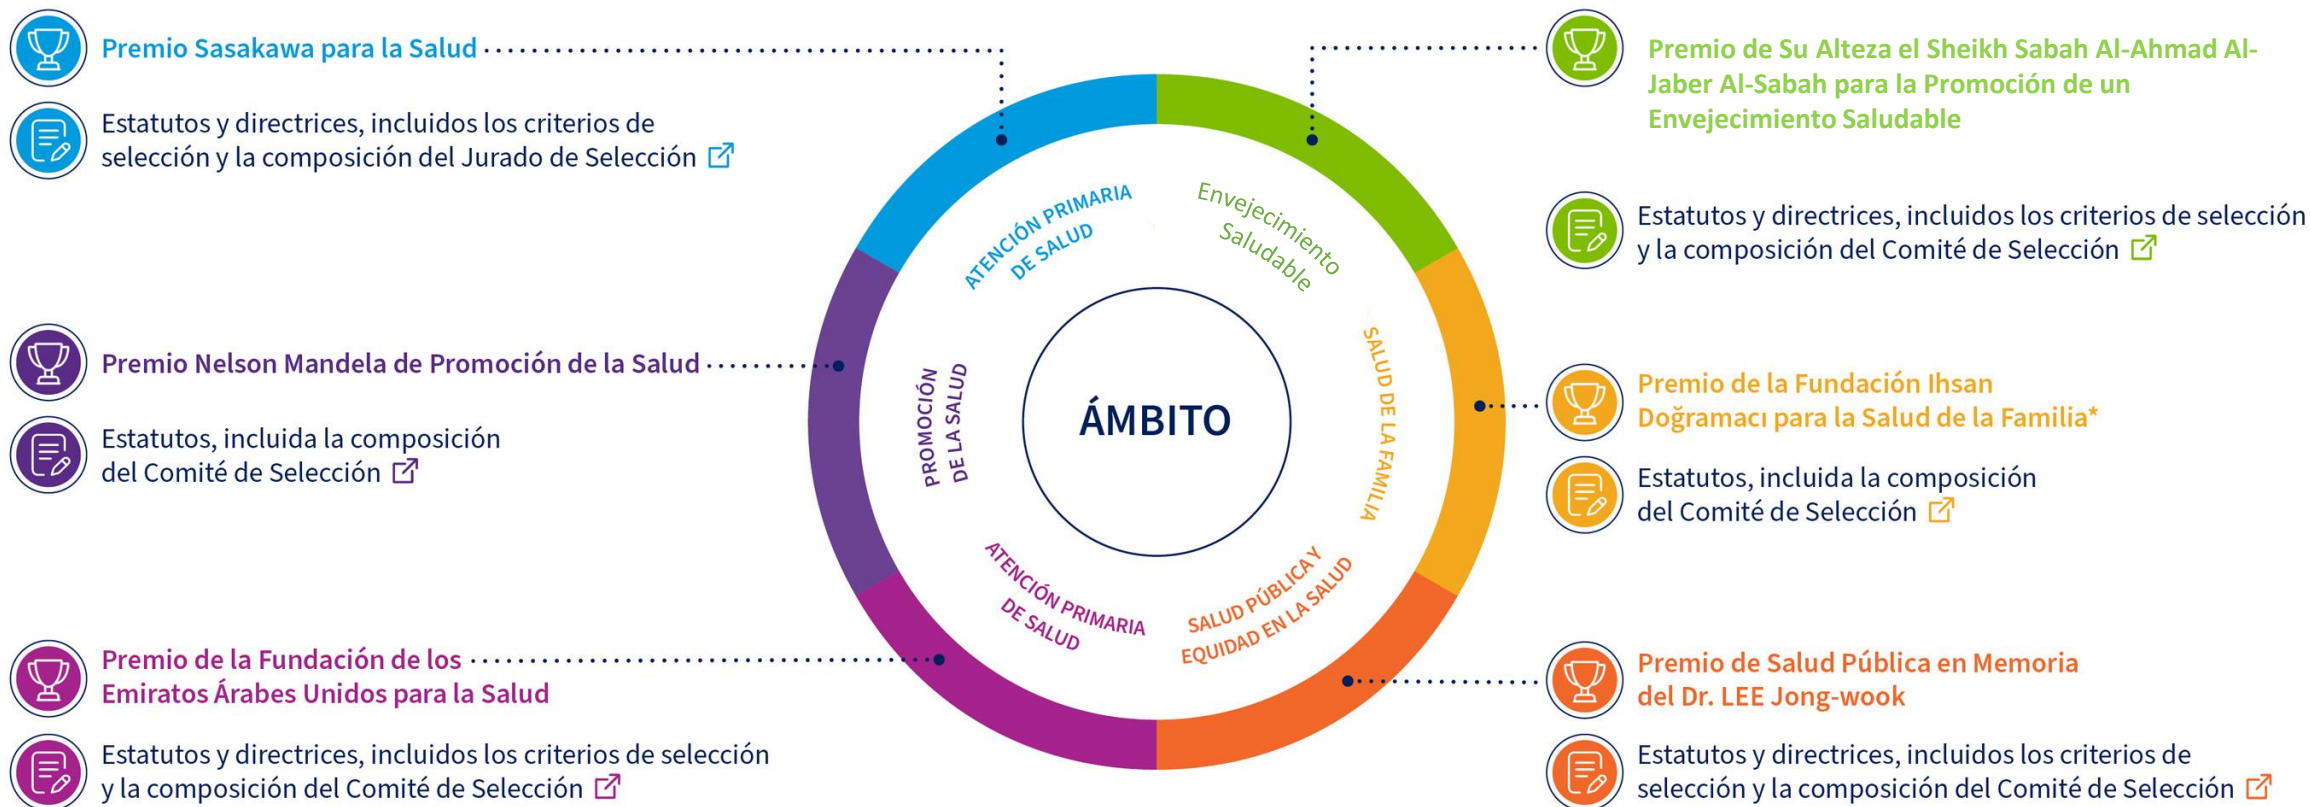 Premio Sasakawa para la Salud
Estatutos y directrices, incluidos los criterios de
selección y la composición del Jurado de Selección
Premio Nelson Mandela de Promoción de la Salud
Estatutos, incluida la composición
del Comité de Selección
Premio de la Fundación de los
Emiratos Árabes Unidos para la Salud
Estatutos y directrices, incluidos los criterios de selección
y la composición del Comité de Selección
ATENCIÓN PRIMARIA
DE SALUD
Envejecimiento
Saludable
PROMOCIÓN
DE LA SALUD
ÁMBITO
SALUD DE LA FAMILIA
ATENCIÓN PRIMARIA
DE SALUD
SALUD PÚBLICA Y
EQUIDAD EN LA SALUD
Premio de Su Alteza el Sheikh Sabah Al-Ahmad Al-
Jaber Al-Sabah para la Promoción de un
Envejecimiento Saludable
Estatutos y directrices, incluidos los criterios de selección
y la composición del Comité de Selección
Premio de la Fundación Ihsan
Doğramacı para la Salud de la Familia*
Estatutos, incluida la composición
del Comité de Selección
Premio de Salud Pública en Memoria
del Dr. LEE Jong-wook
Estatutos y directrices, incluidos los criterios de
selección y la composición del Comité de Selección